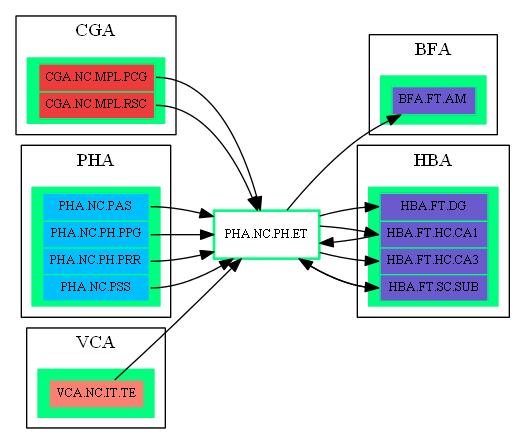 CGA
CGA.NC.MPL.PCG
CGA.NC.MPL.RSC
PHA
PHA.NC.PAS
PHA.NC.PH.PPG
PHA.NC.PH.PRR
PHA.NC.PSS
VCA
VCA.NC.IT.TE
PHA.NC.PH.ET
BFA
BFA.FT.AM
HBA
HBA.FT.DG
HBA.FT.HC.CA1
HBA.FT.HC.CA3
HBA.FT.SC.SUB